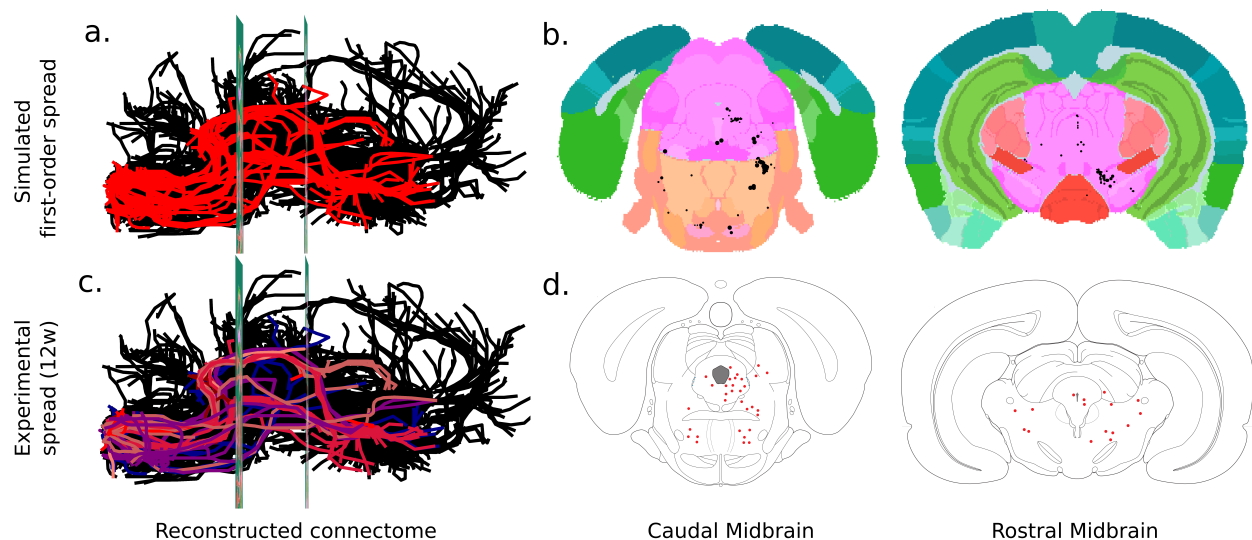 a.
b.
Simulated
first-order spread
c.
d.
Experimental
spread (12w)
Reconstructed connectome
Caudal Midbrain
Rostral Midbrain